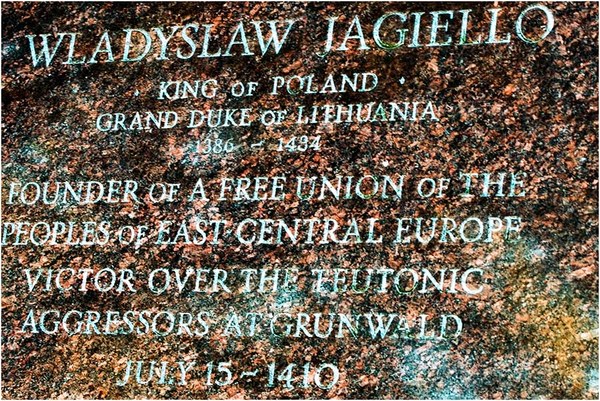 WLADYSLAW JAGIELLO
· KING OF POLAND ·
GRAND DUKE OF LITHUANIA
1386 ~ 1434
FOUNDER OF A FREE UNION OF THE
PEOPLES OF EAST-CENTRAL EUROPE
VICTOR OVER THE TEUTONIC
AGGRESSORS AT GRUNWALD
JULY 15 ~ 1410